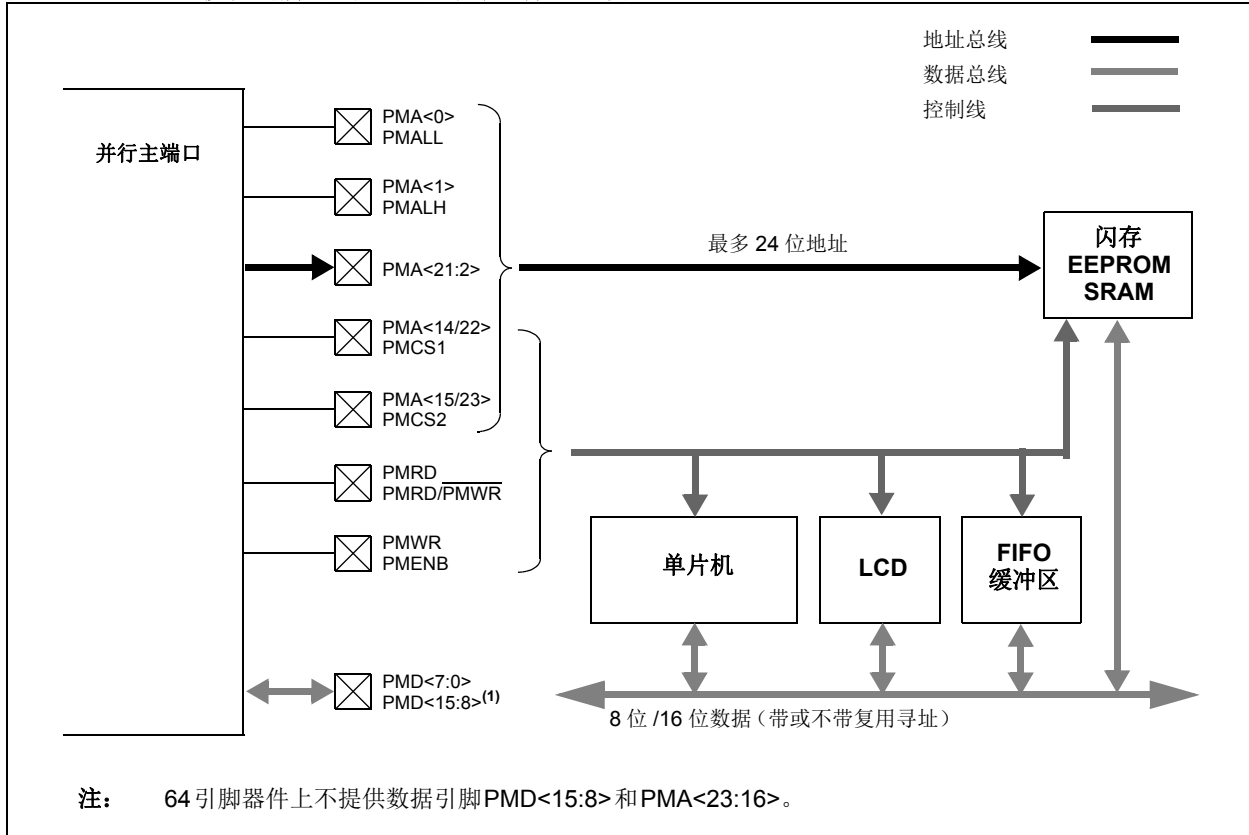 地址总线
数据总线
控制线
并行主端口
PMA<0>
PMALL
PMA<1>
PMALH
PMA<21:2>
PMA<14/22>
PMCS1
PMA<15/23>
PMCS2
PMRD
PMRD/PMWR
PMWR
PMENB
PMD<7:0>
PMD<15:8>(1)
最多 24 位地址
闪存
EEPROM
SRAM
单片机
LCD
FIFO
缓冲区
8 位 /16 位数据（带或不带复用寻址）
注： 64 引脚器件上不提供数据引脚PMD<15:8>和PMA<23:16>。